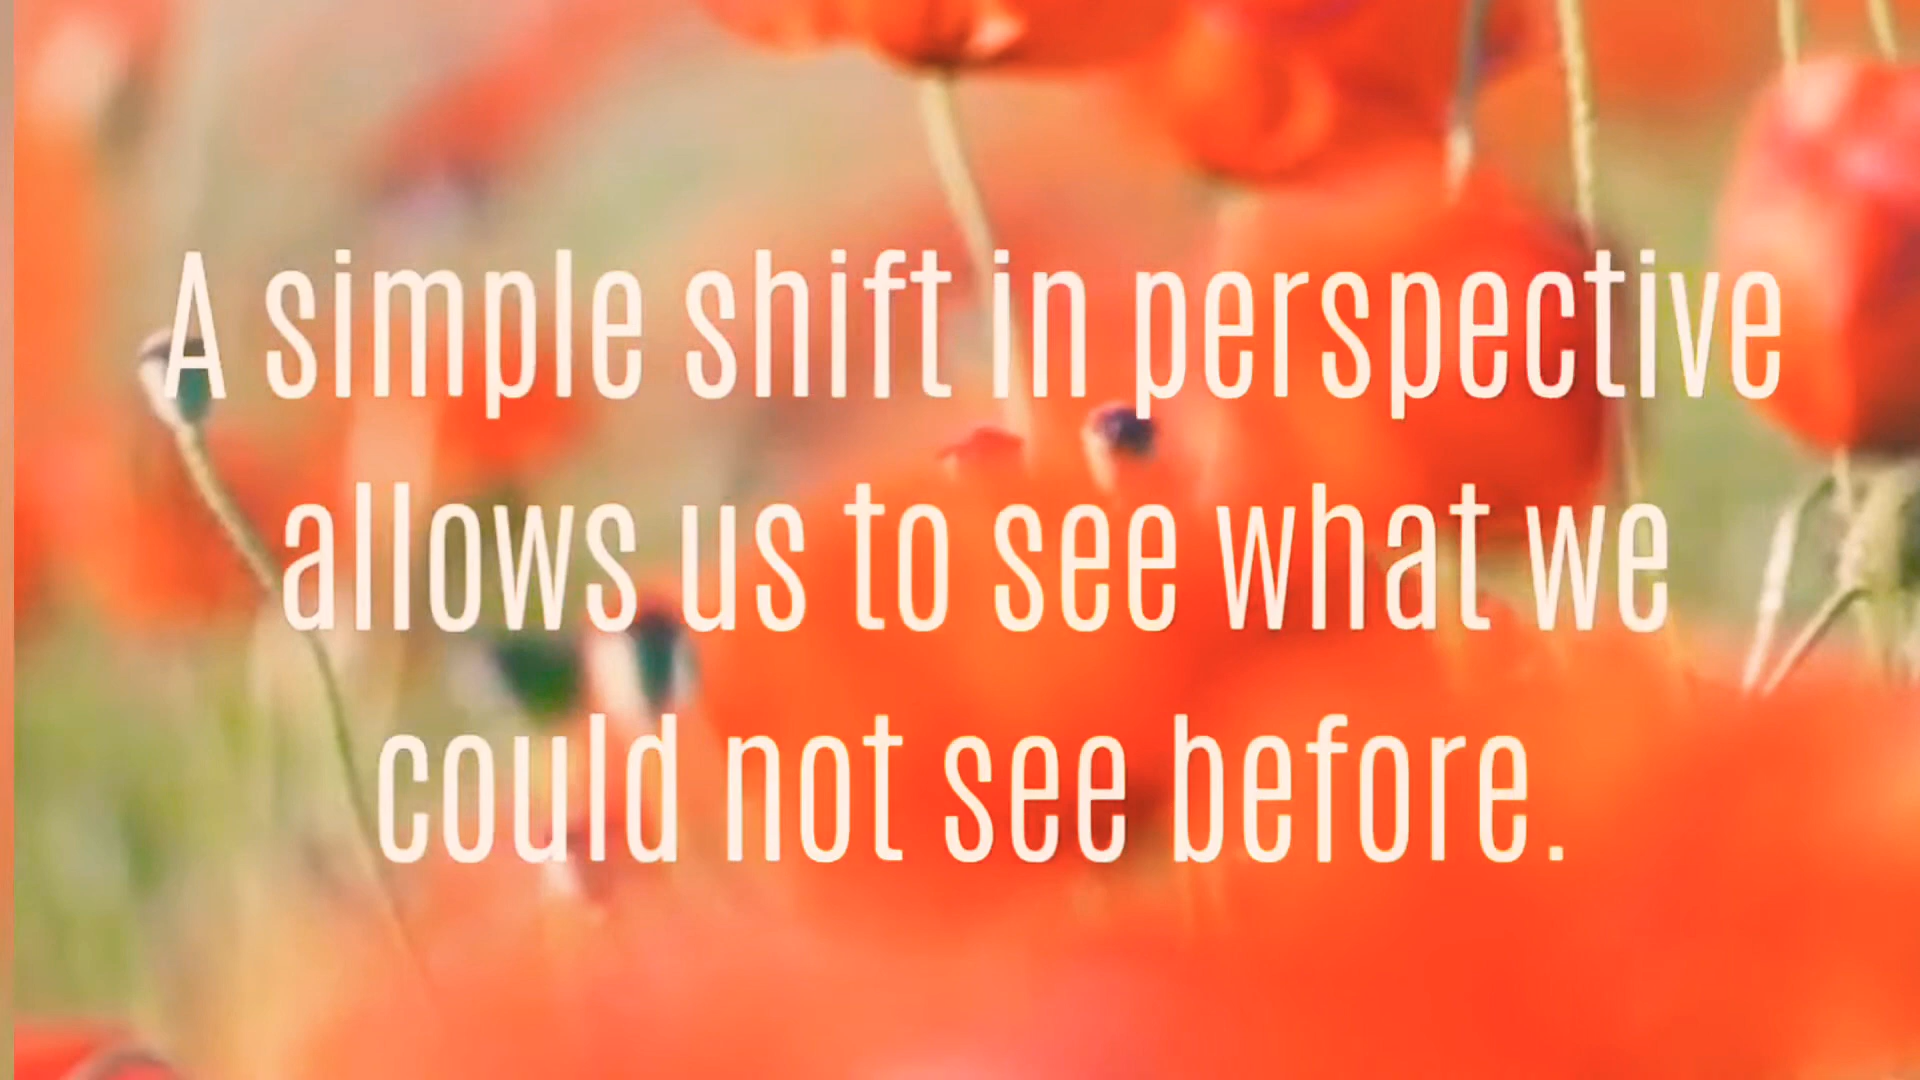 A simple shift in perspective
allows us to see what we
could not see before.